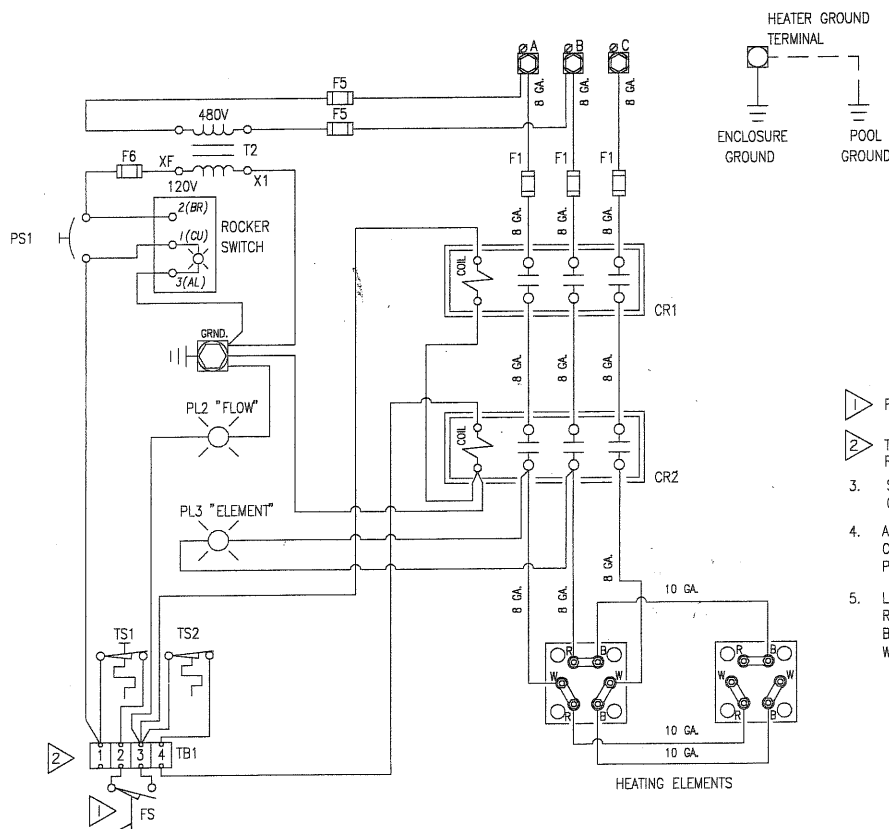 HEATER GROUND
TERMINAL
ØA ØB ØC
8 GA. 8 GA. 8 GA.
F5
480V
F5
T2
F6
XF
120V
X1
ENCLOSURE
GROUND
POOL
GROUND
F1 F1 F1
2(BR)
PS1
1(CU)
ROCKER
SWITCH
3(AL)
8 GA. 8 GA. 8 GA.
COIL
CR1
GRND.
8 GA. 8 GA. 8 GA.
PL2 "FLOW"
COIL
CR2
PL3 "ELEMENT"
1 F
2 T
F
3. S
4. A
C
P
5. L
R
B
W
8 GA. 8 GA. 8 GA.
10 GA.
TS1 TS2
R B R B
W W W W
R B R B
10 GA.
10 GA.
2 1 2 3 4 TB1
1 FS
HEATING ELEMENTS